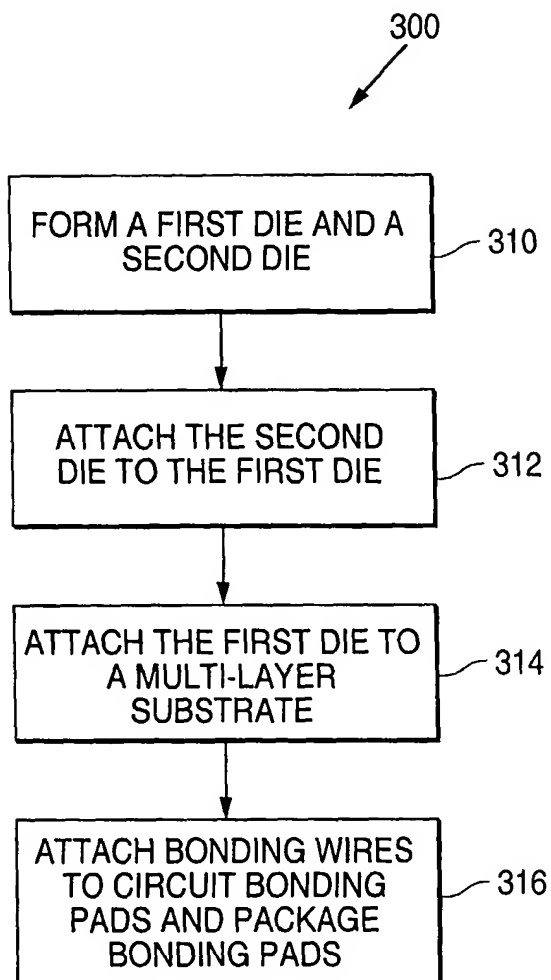 300
FORM A FIRST DIE AND A
SECOND DIE
310
ATTACH THE SECOND
DIE TO THE FIRST DIE
312
ATTACH THE FIRST DIE TO
A MULTI-LAYER
SUBSTRATE
314
ATTACH BONDING WIRES
TO CIRCUIT BONDING
PADS AND PACKAGE
BONDING PADS
316